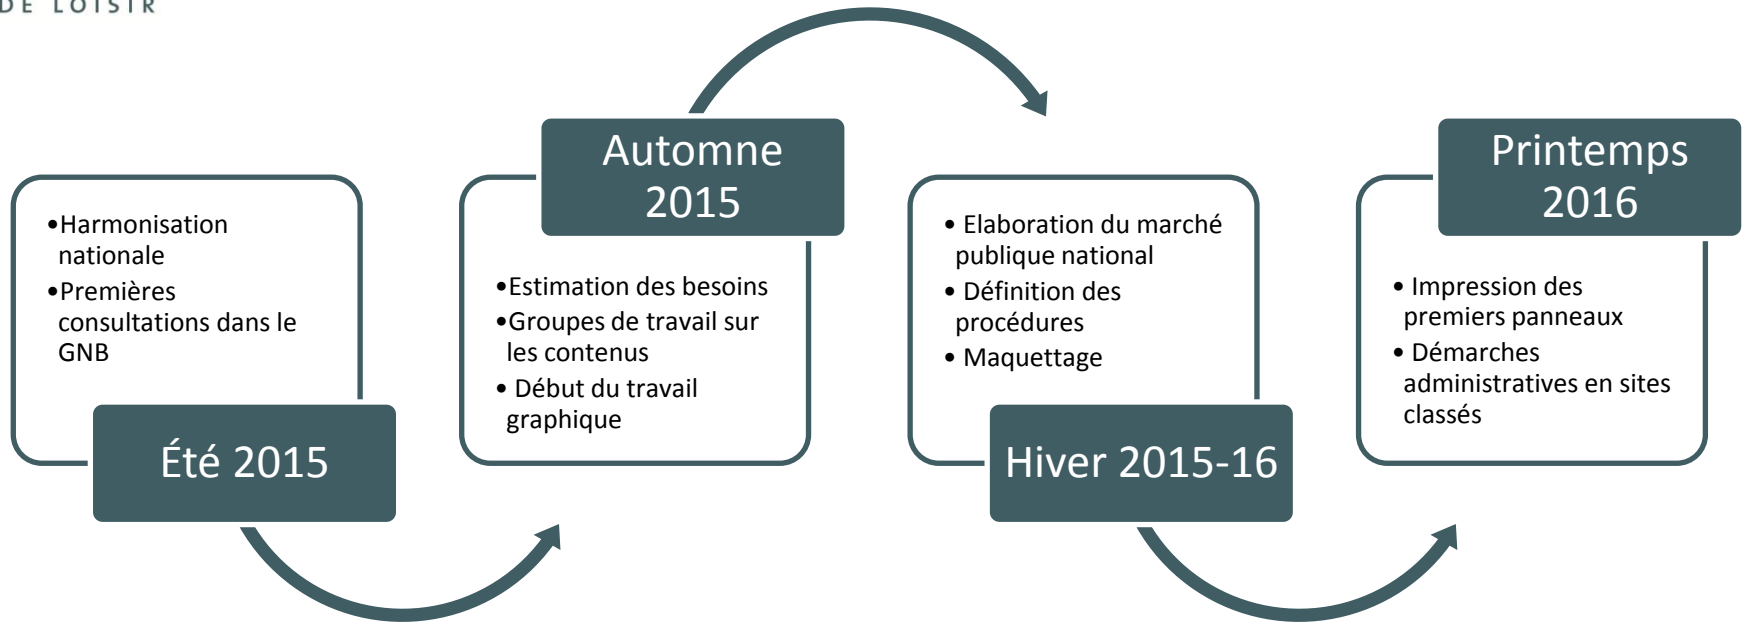 DE LOISIR
•Harmonisation
nationale
•Premières
consultations dans le
GNB
Été 2015
Automne
2015
•Estimation des besoins
•Groupes de travail sur
les contenus
• Début du travail
graphique
• Elaboration du marché
publique national
• Définition des
procédures
• Maquettage
Hiver 2015-16
Printemps
2016
• Impression des
premiers panneaux
• Démarches
administratives en sites
classés